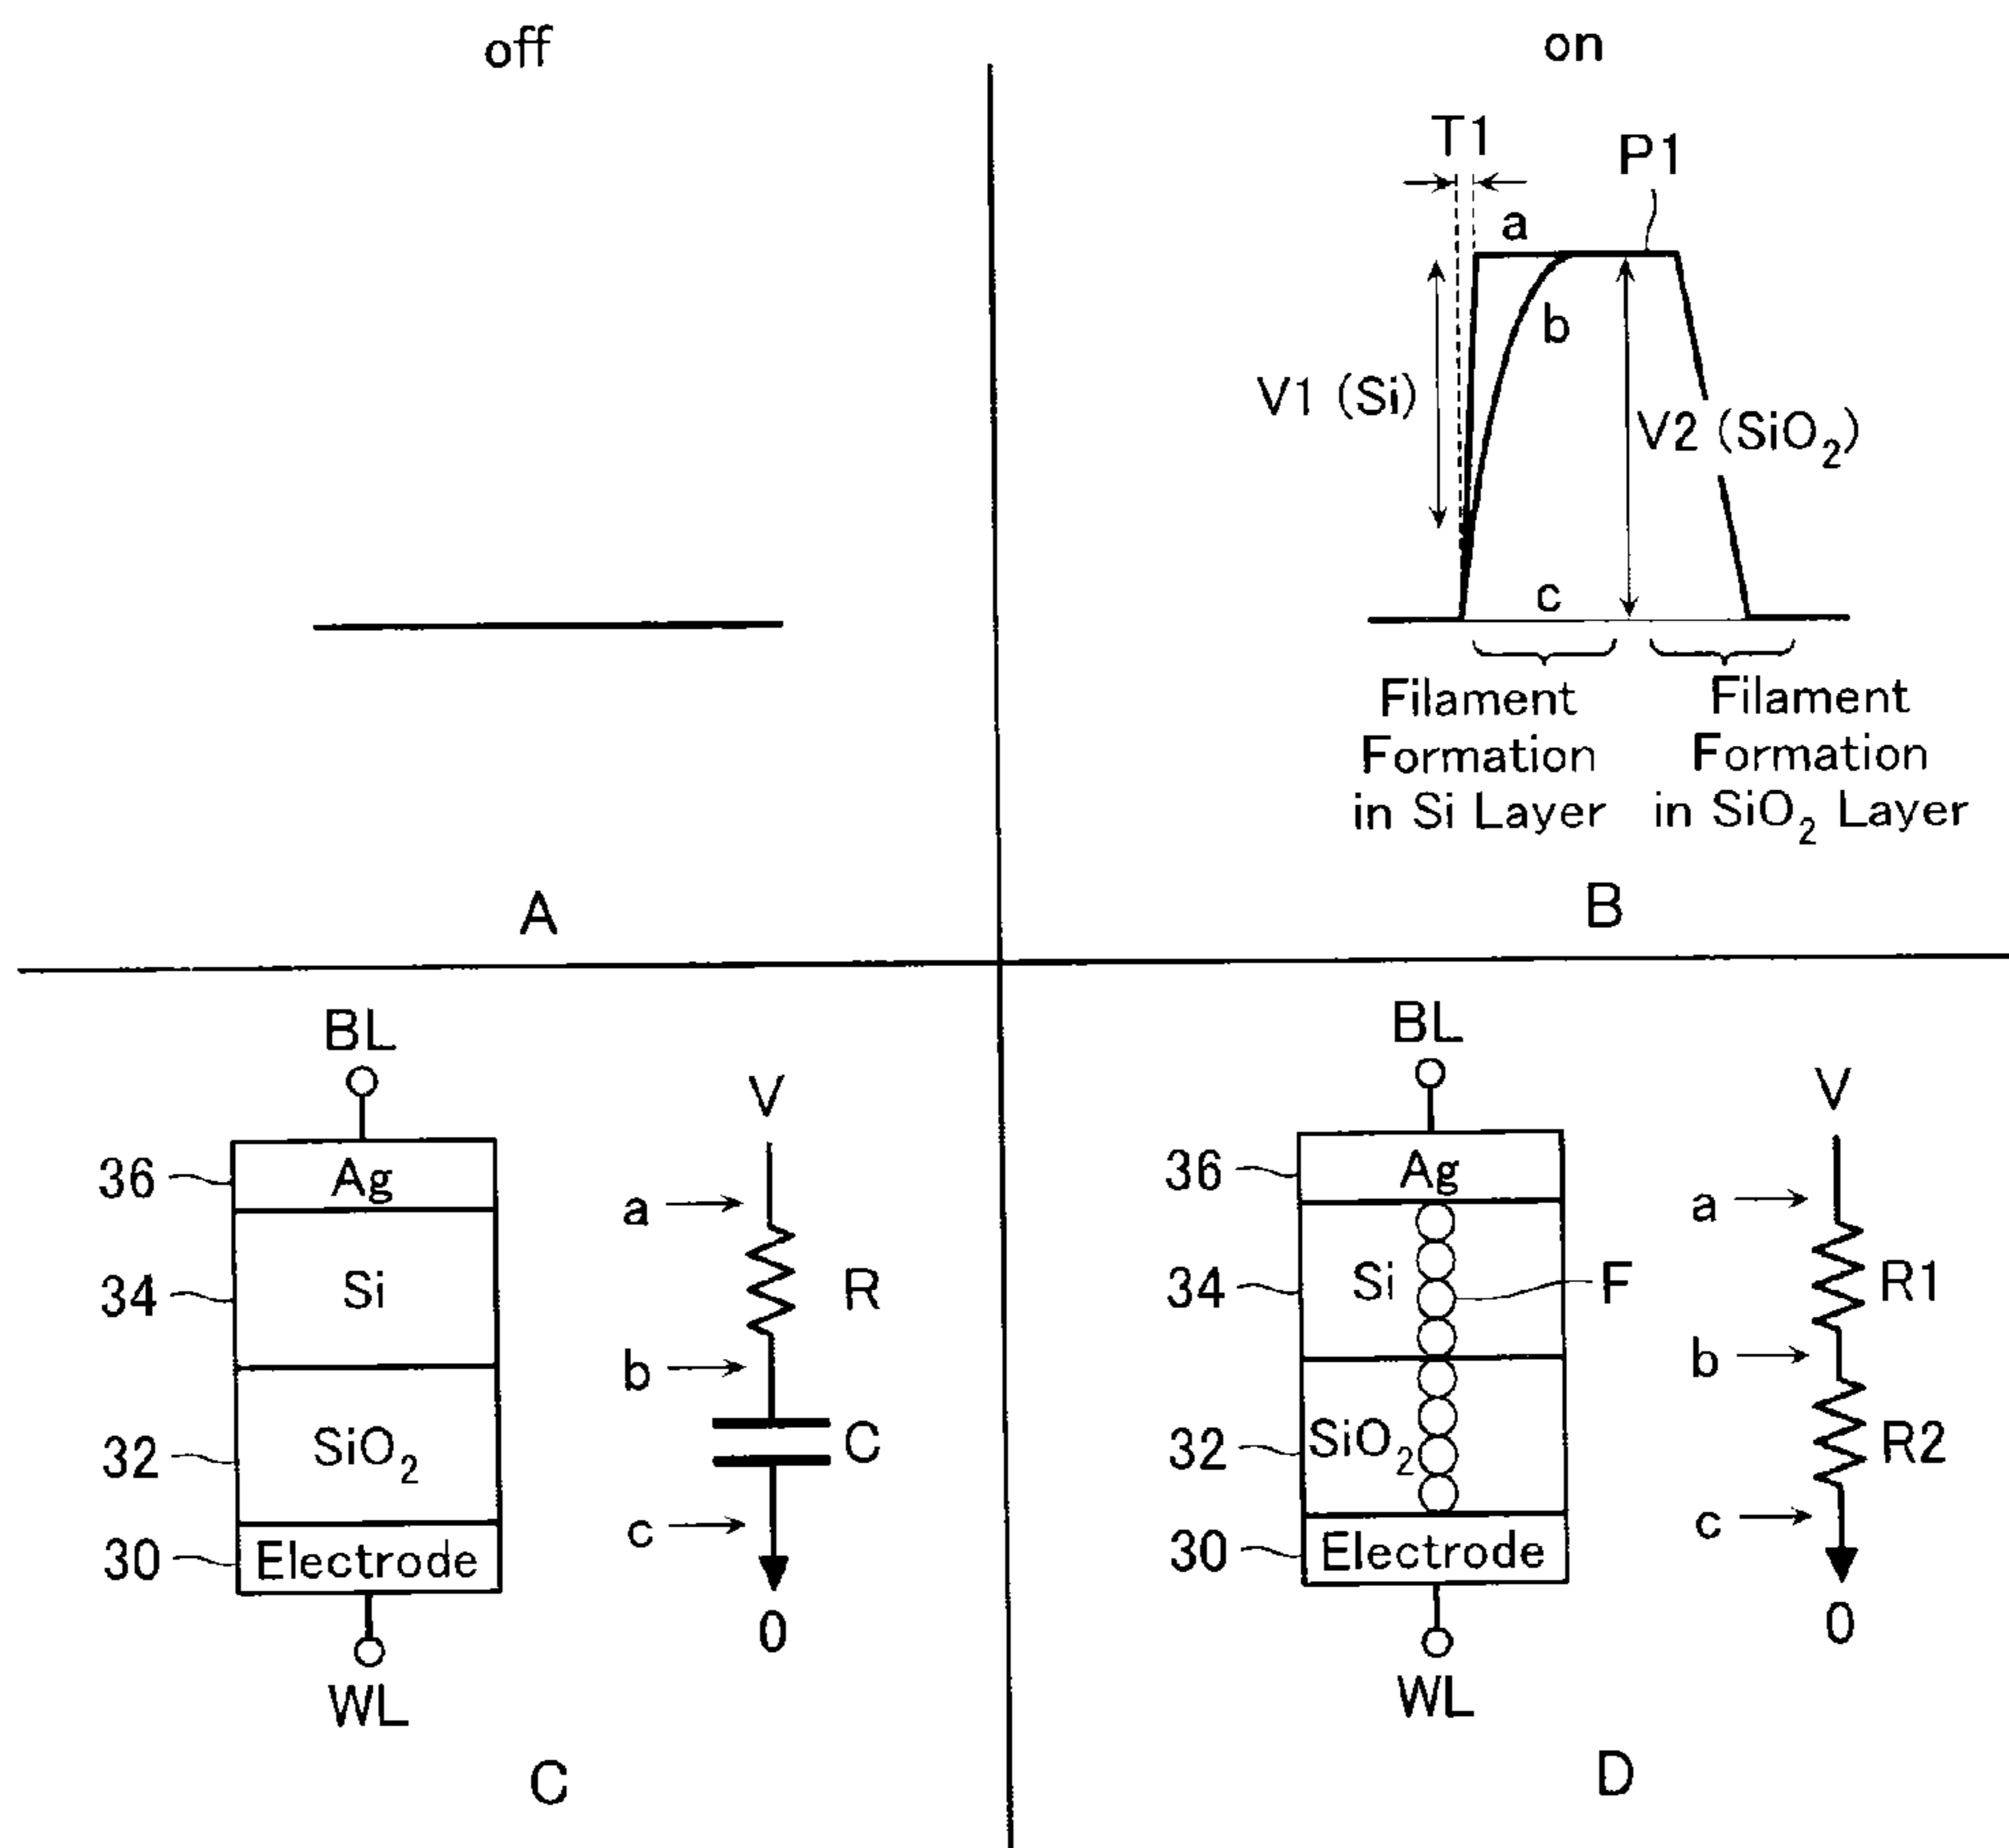 off
on
T1
P1
a
b
V1 (Si)
V2 (SiO₂)
c
Filament
Formation
in Si Layer
Filament
Formation
in SiO₂ Layer
A
B
BL
V
36
Ag
a
34
Si
R
b
32
SiO₂
C
c
30
Electrode
0
WL
C
BL
V
36
Ag
a
34
Si
F
R1
b
32
SiO₂
R2
c
30
Electrode
0
WL
D